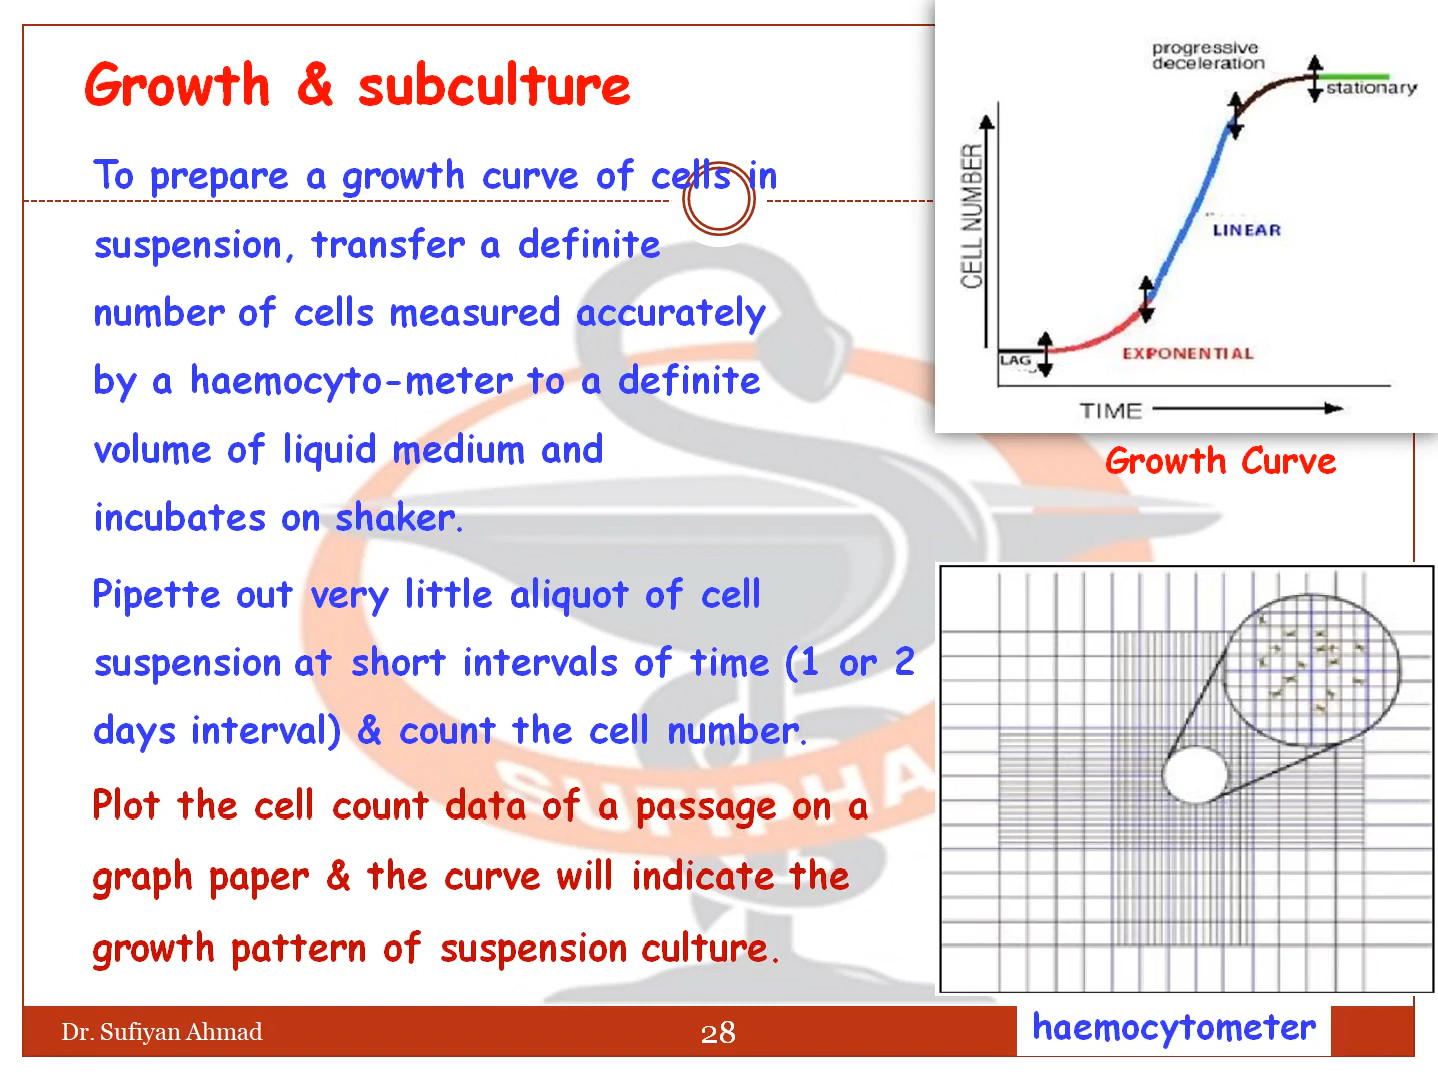 Growth & subculture
To prepare a growth curve of cells in
suspension, transfer a definite
number of cells measured accurately
by a haemocyto-meter to a definite
volume of liquid medium and
incubates on shaker.
Pipette out very little aliquot of cell
suspension at short intervals of time (1 or 2
days interval) & count the cell number.
Plot the cell count data of a passage on a
graph paper & the curve will indicate the
growth pattern of suspension culture.
progressive
deceleration
stationary
CELL NUMBER
LINEAR
EXPONENTIAL
LAG
TIME
Growth Curve
SUFIPHA
haemocytometer
Dr. Sufiyan Ahmad
28